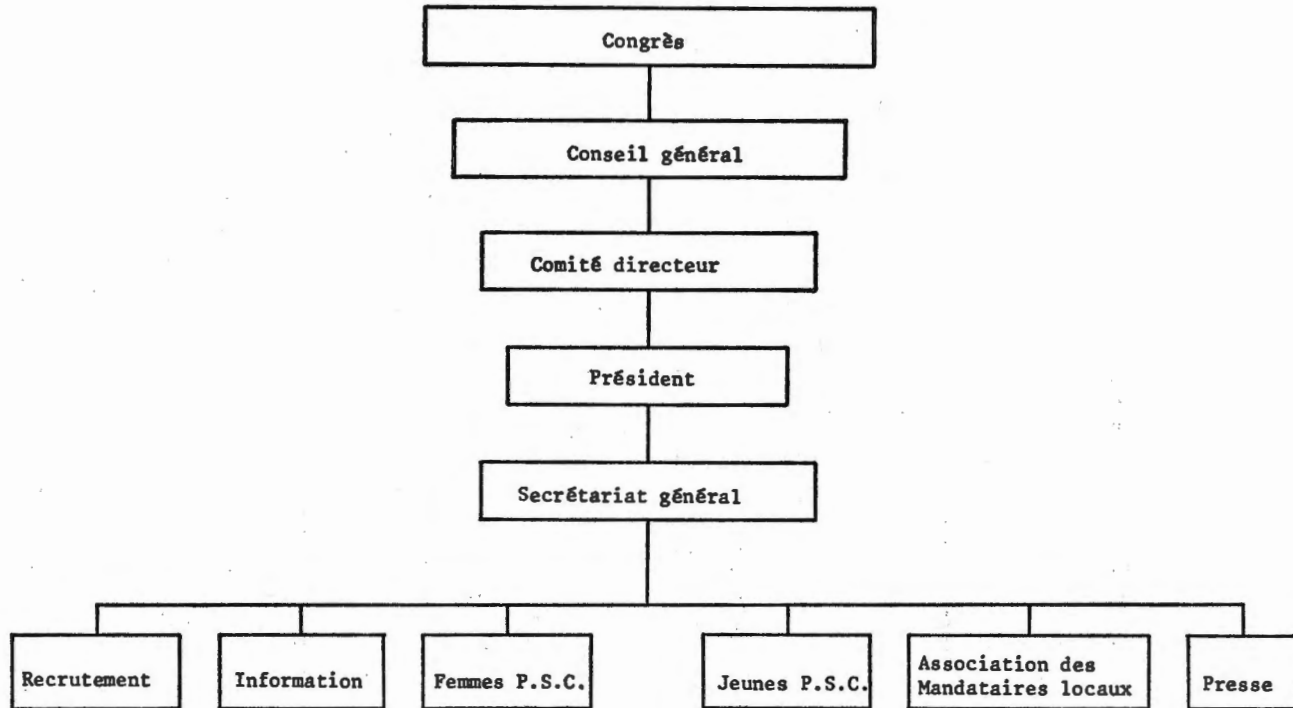 Congrès
Conseil général
Comité directeur
Président
Secrétariat général
Recrutement
Information
Femmes P.S.C.
Jeunes P.S.C.
Association des
Mandataires locaux
Presse